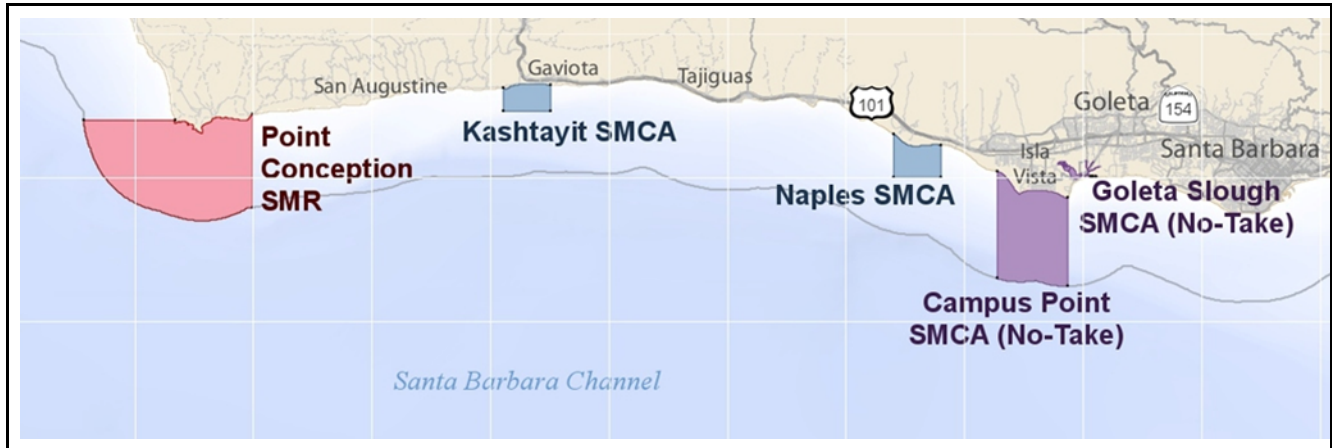 San Augustine
Gaviota
Tajiguas
101
Goleta
CALIFORNIA
154
Point
Conception
SMR
Kashtayit SMCA
Isla
Vista
Santa Barbara
Naples SMCA
Goleta Slough
SMCA (No-Take)
Campus Point
SMCA (No-Take)
Santa Barbara Channel